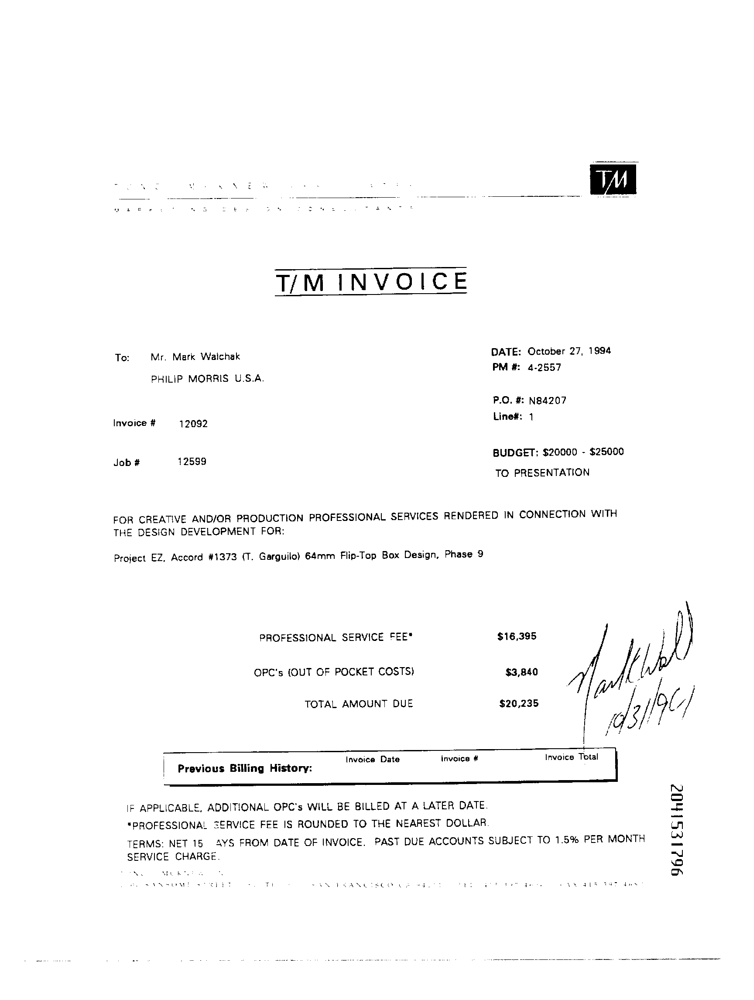 TM
T/M INVOICE
To: Mr. Mark Walchak
PHILIP MORRIS U.S.A.
DATE: October 27, 1994
PM #: 4-2557
P.O. #: N84207
Line#: 1
Invoice # 12092
Job # 12599
BUDGET: $20000 - $25000
TO PRESENTATION
FOR CREATIVE AND/OR PRODUCTION PROFESSIONAL SERVICES RENDERED IN CONNECTION WITH
THE DESIGN DEVELOPMENT FOR:
Project EZ, Accord #1373 (T. Garguilo) 64mm Flip-Top Box Design, Phase 9
PROFESSIONAL SERVICE FEE* $16,395
OPC's (OUT OF POCKET COSTS) $3,840
TOTAL AMOUNT DUE $20,235
10/31/94
Previous Billing History: Invoice Date Invoice # Invoice Total
IF APPLICABLE, ADDITIONAL OPC's WILL BE BILLED AT A LATER DATE.
*PROFESSIONAL SERVICE FEE IS ROUNDED TO THE NEAREST DOLLAR.
TERMS: NET 15 AYS FROM DATE OF INVOICE. PAST DUE ACCOUNTS SUBJECT TO 1.5% PER MONTH
SERVICE CHARGE.
SAN FRANCISCO
2041531796